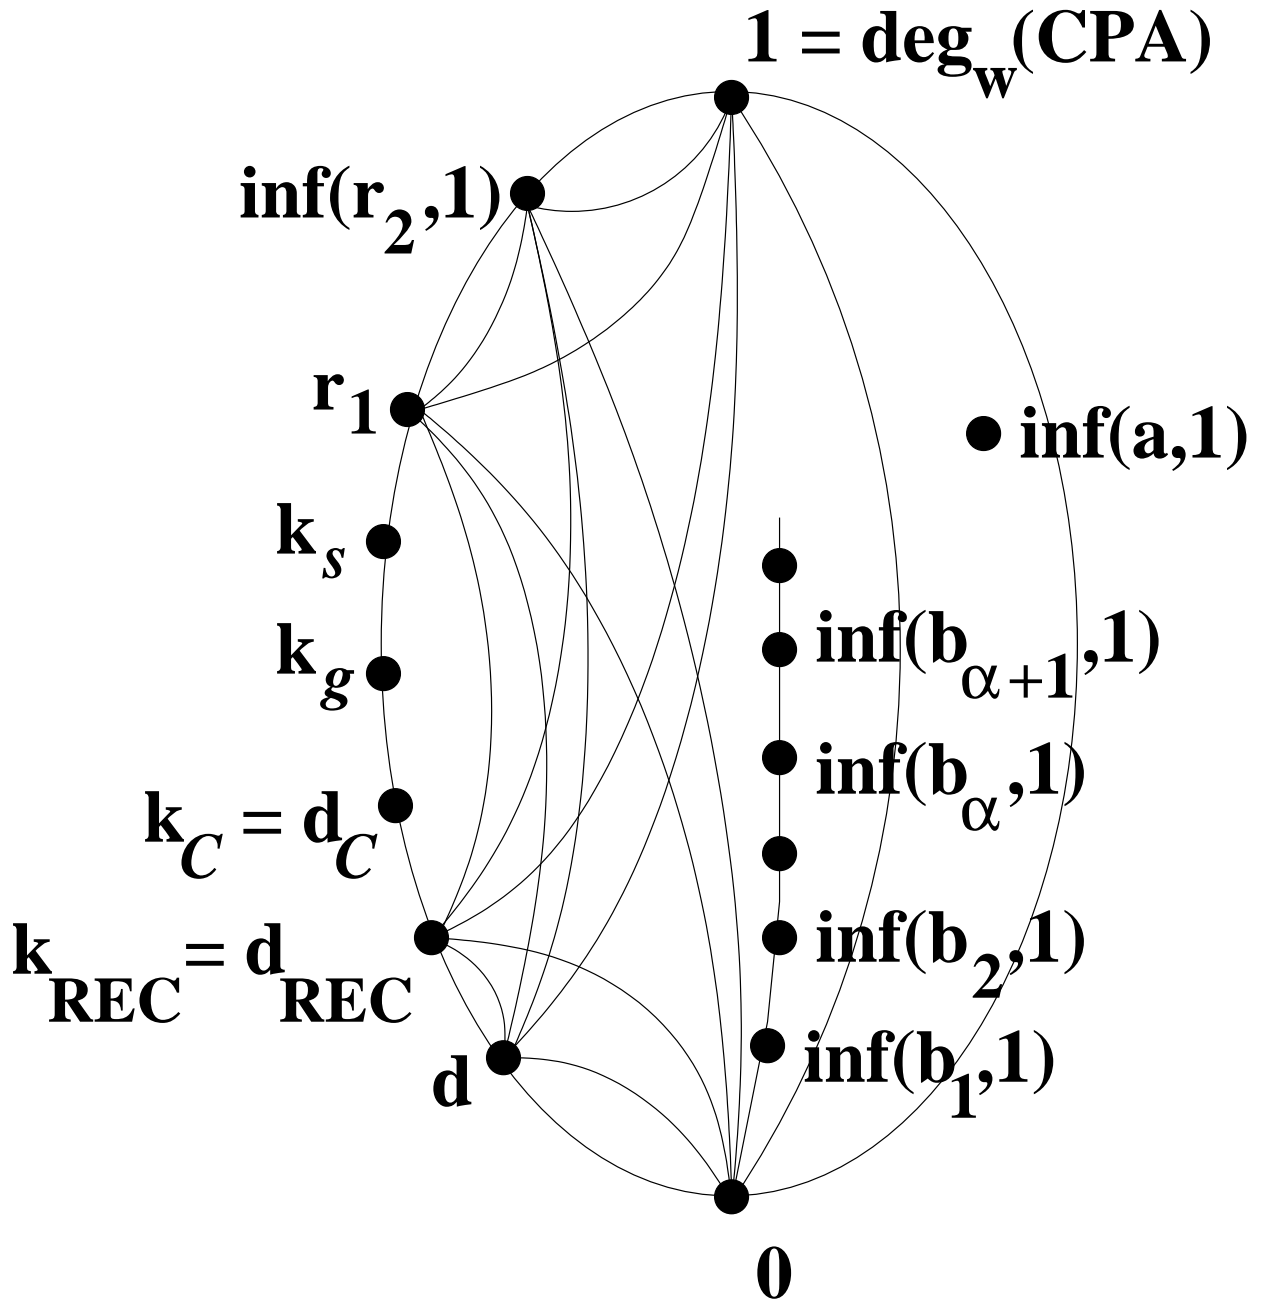 1 = deg_w(CPA)
inf(r_2,1)
r_1
inf(a,1)
k_s
inf(b_{α+1},1)
k_g
inf(b_α,1)
k_C = d_C
inf(b_2,1)
k_REC = d_REC
inf(b_1,1)
d
0